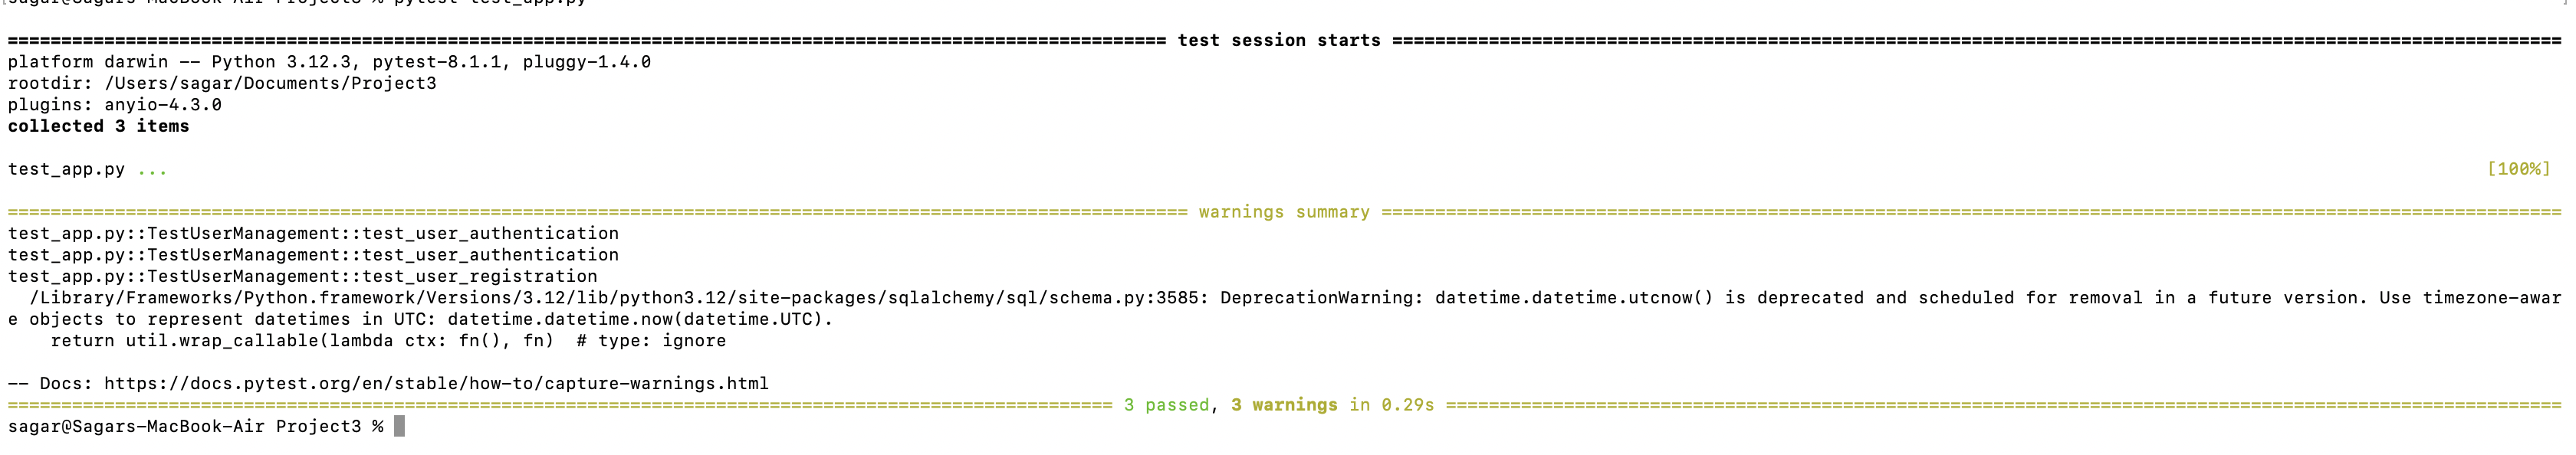 sagar@Sagars-MacBook-Air Project3 % pytest test_app.py
============================= test session starts =============================
platform darwin -- Python 3.12.3, pytest-8.1.1, pluggy-1.4.0
rootdir: /Users/sagar/Documents/Project3
plugins: anyio-4.3.0
collected 3 items
test_app.py ... [100%]
============================= warnings summary =============================
test_app.py::TestUserManagement::test_user_authentication
test_app.py::TestUserManagement::test_user_authentication
test_app.py::TestUserManagement::test_user_registration
/Library/Frameworks/Python.framework/Versions/3.12/lib/python3.12/site-packages/sqlalchemy/sql/schema.py:3585: DeprecationWarning: datetime.datetime.utcnow() is deprecated and scheduled for removal in a future version. Use timezone-awar
e objects to represent datetimes in UTC: datetime.datetime.now(datetime.UTC).
return util.wrap_callable(lambda ctx: fn(), fn)  # type: ignore
-- Docs: https://docs.pytest.org/en/stable/how-to/capture-warnings.html
============================= 3 passed, 3 warnings in 0.29s =============================
sagar@Sagars-MacBook-Air Project3 %